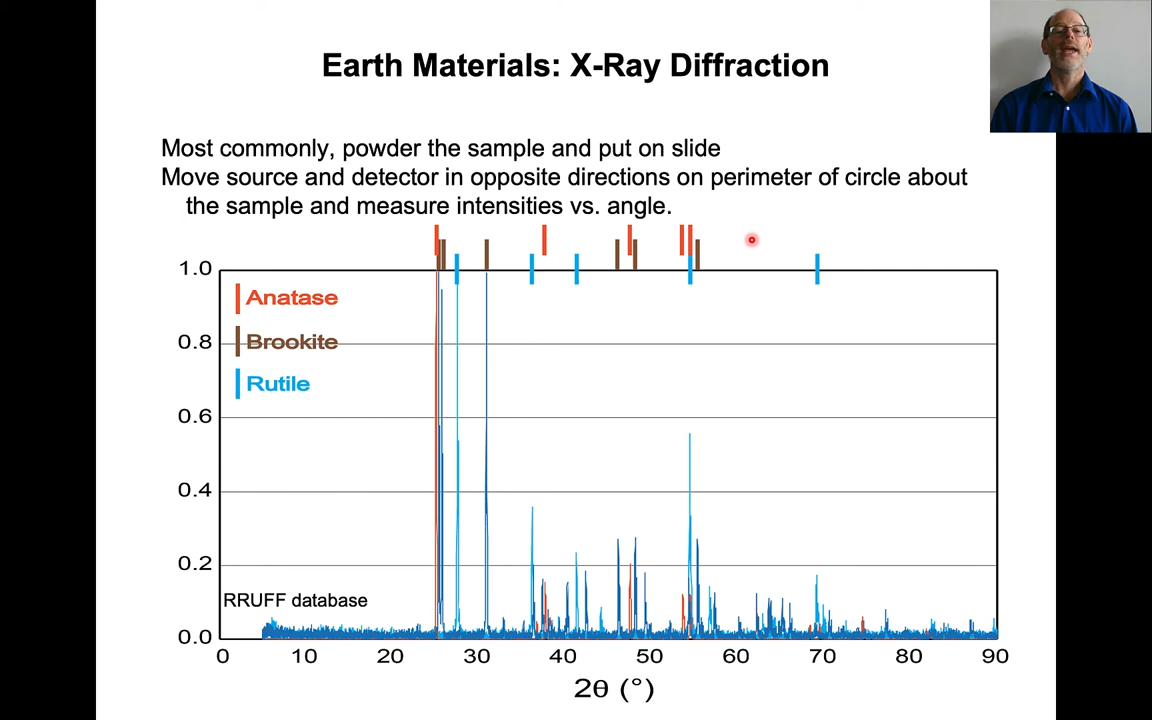 Earth Materials: X-Ray Diffraction
Most commonly, powder the sample and put on slide
Move source and detector in opposite directions on perimeter of circle about
the sample and measure intensities vs. angle.
1.0
Anatase
0.8
Brookite
Rutile
0.6
0.4
0.2
RRUFF database
0.0
0 10 20 30 40 50 60 70 80 90
2θ (°)